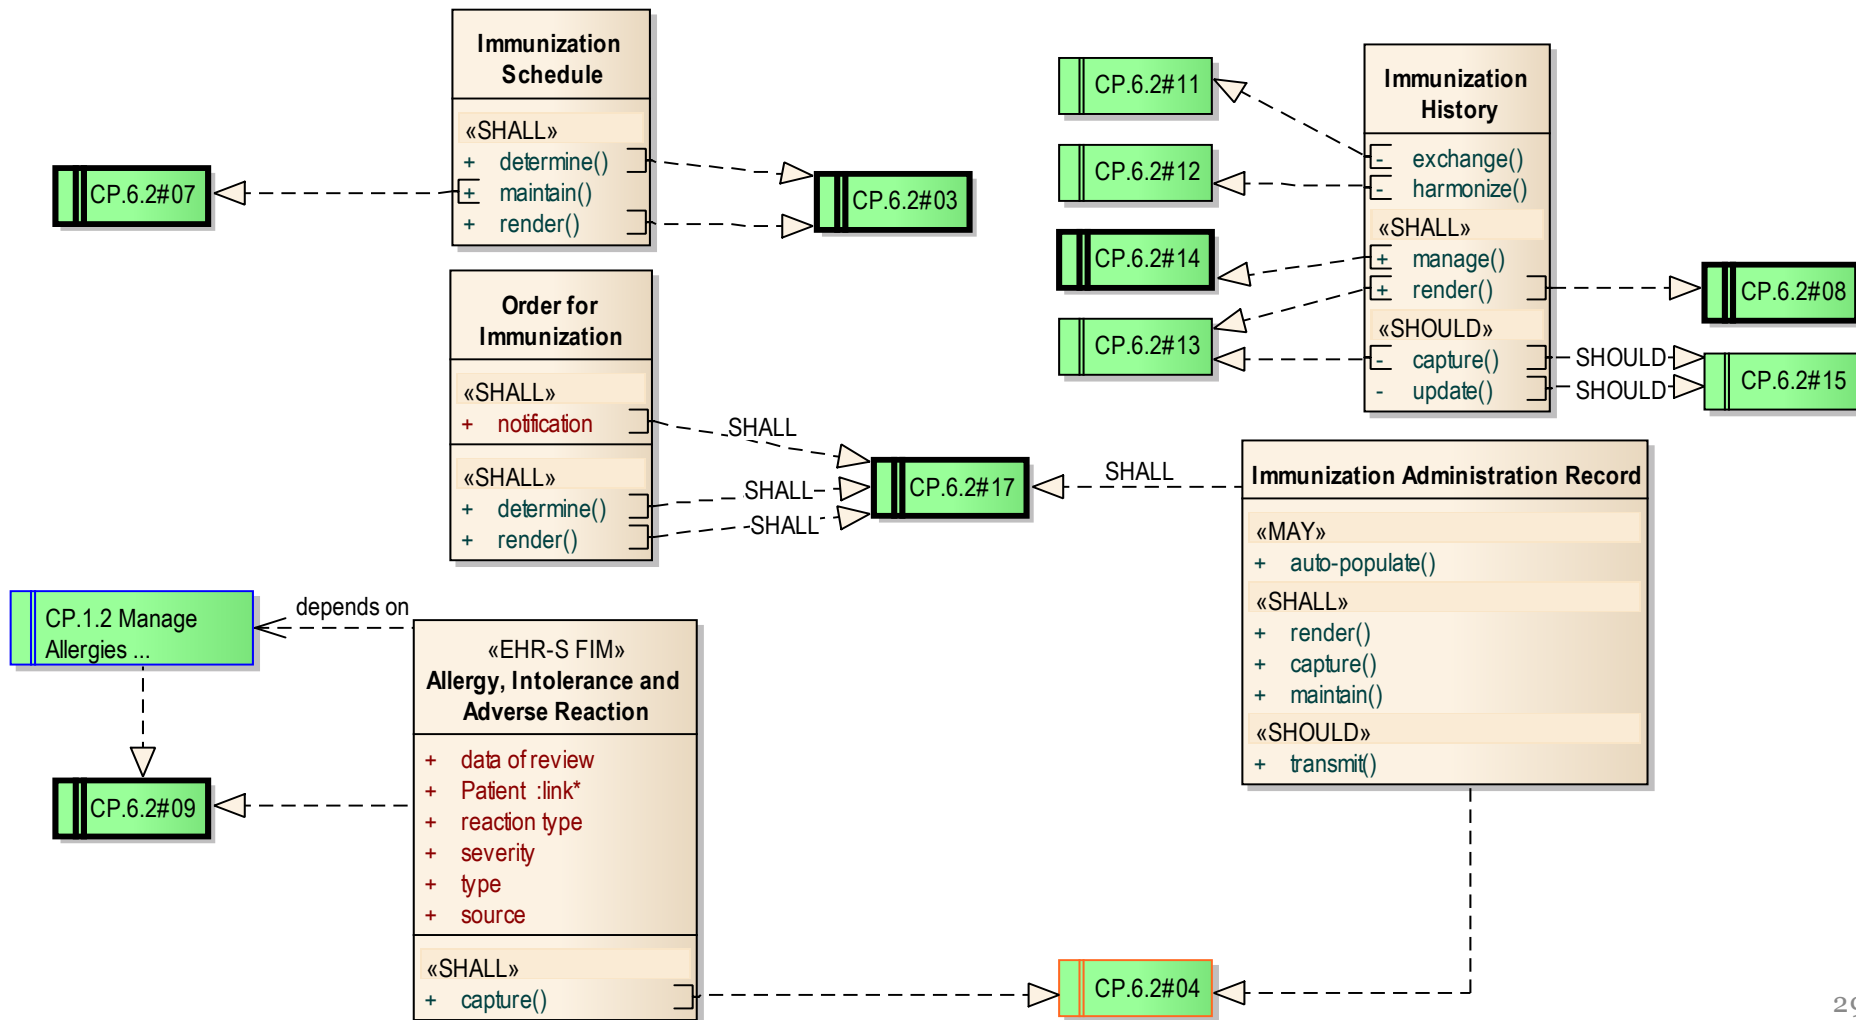 Immunization
Schedule
«SHALL»
+ determine()
+ maintain()
+ render()
CP.6.2#07
CP.6.2#03
CP.6.2#11
CP.6.2#12
CP.6.2#14
CP.6.2#13
Immunization
History
- exchange()
- harmonize()
«SHALL»
+ manage()
+ render()
«SHOULD»
- capture()
- update()
SHOULD
SHOULD
CP.6.2#08
CP.6.2#15
Order for
Immunization
«SHALL»
+ notification
«SHALL»
+ determine()
+ render()
SHALL
SHALL
SHALL
CP.6.2#17
SHALL
Immunization Administration Record
«MAY»
+ auto-populate()
«SHALL»
+ render()
+ capture()
+ maintain()
«SHOULD»
+ transmit()
CP.1.2 Manage
Allergies ...
depends on
CP.6.2#09
«EHR-S FIM»
Allergy, Intolerance and
Adverse Reaction
+ data of review
+ Patient :link*
+ reaction type
+ severity
+ type
+ source
«SHALL»
+ capture()
CP.6.2#04
29